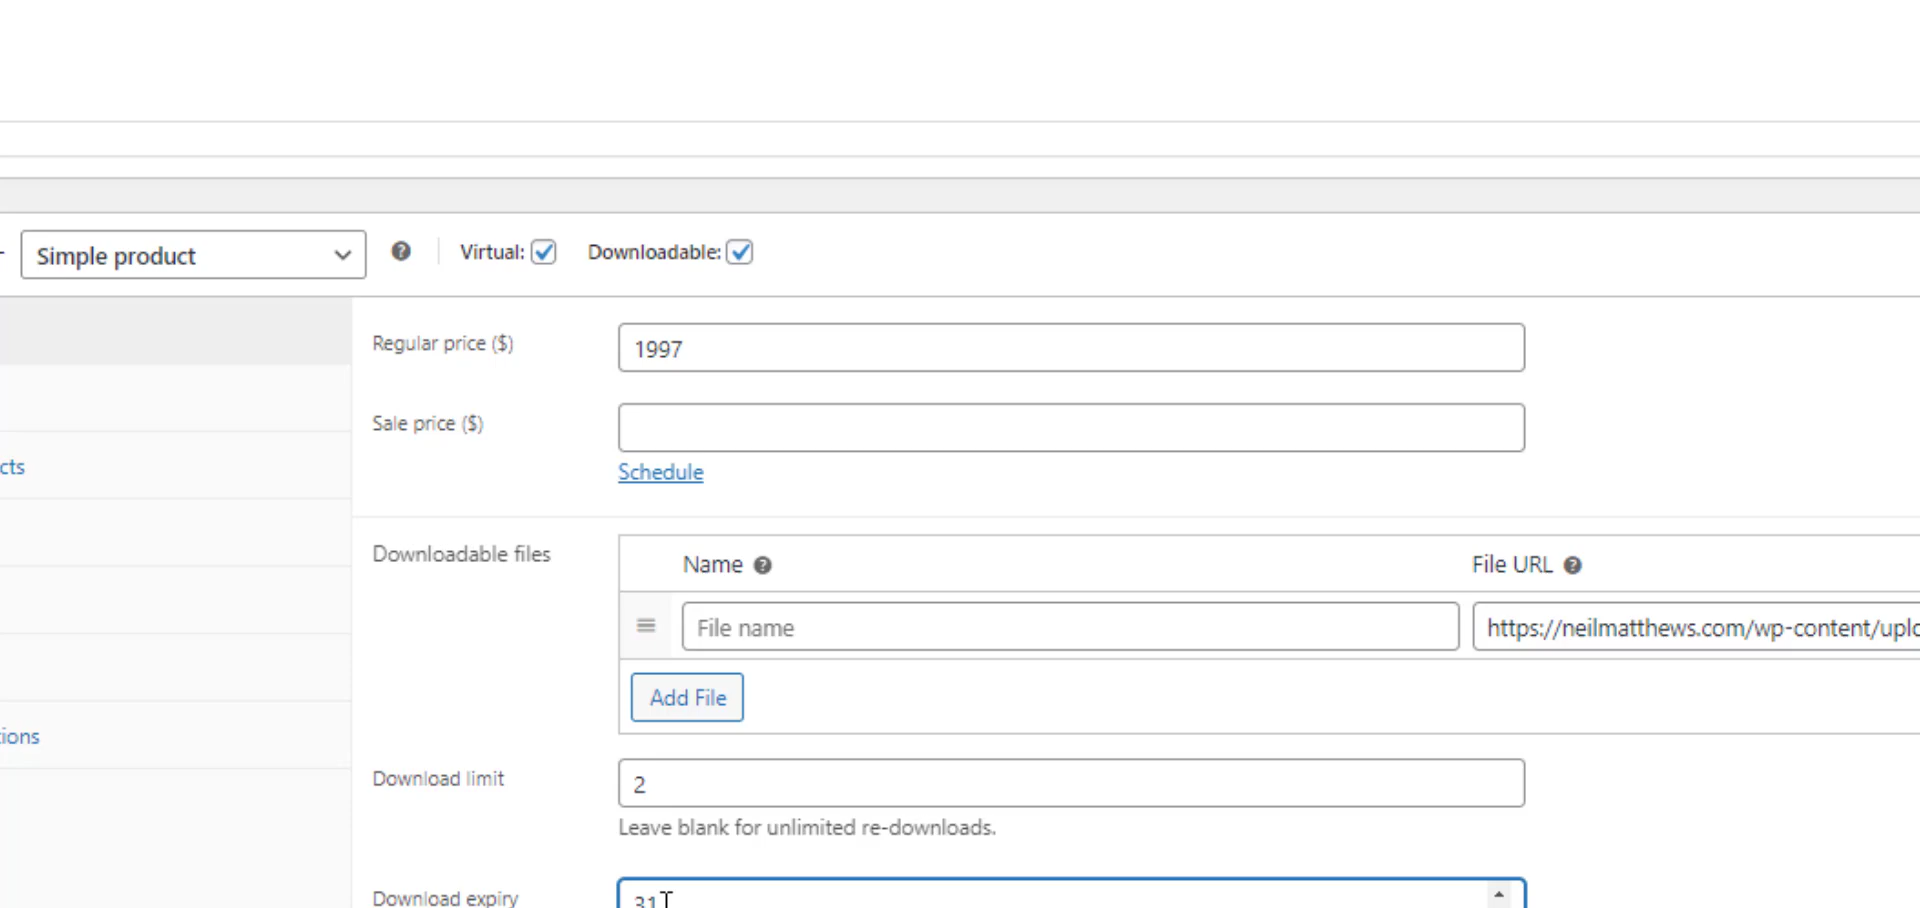 Simple product Virtual: Downloadable:
Regular price ($) 1997
Sale price ($)
Schedule
cts
Downloadable files
Name File URL
File name https://neilmatthews.com/wp-content/uplo
Add File
tions
Download limit 2
Leave blank for unlimited re-downloads.
Download expiry 31